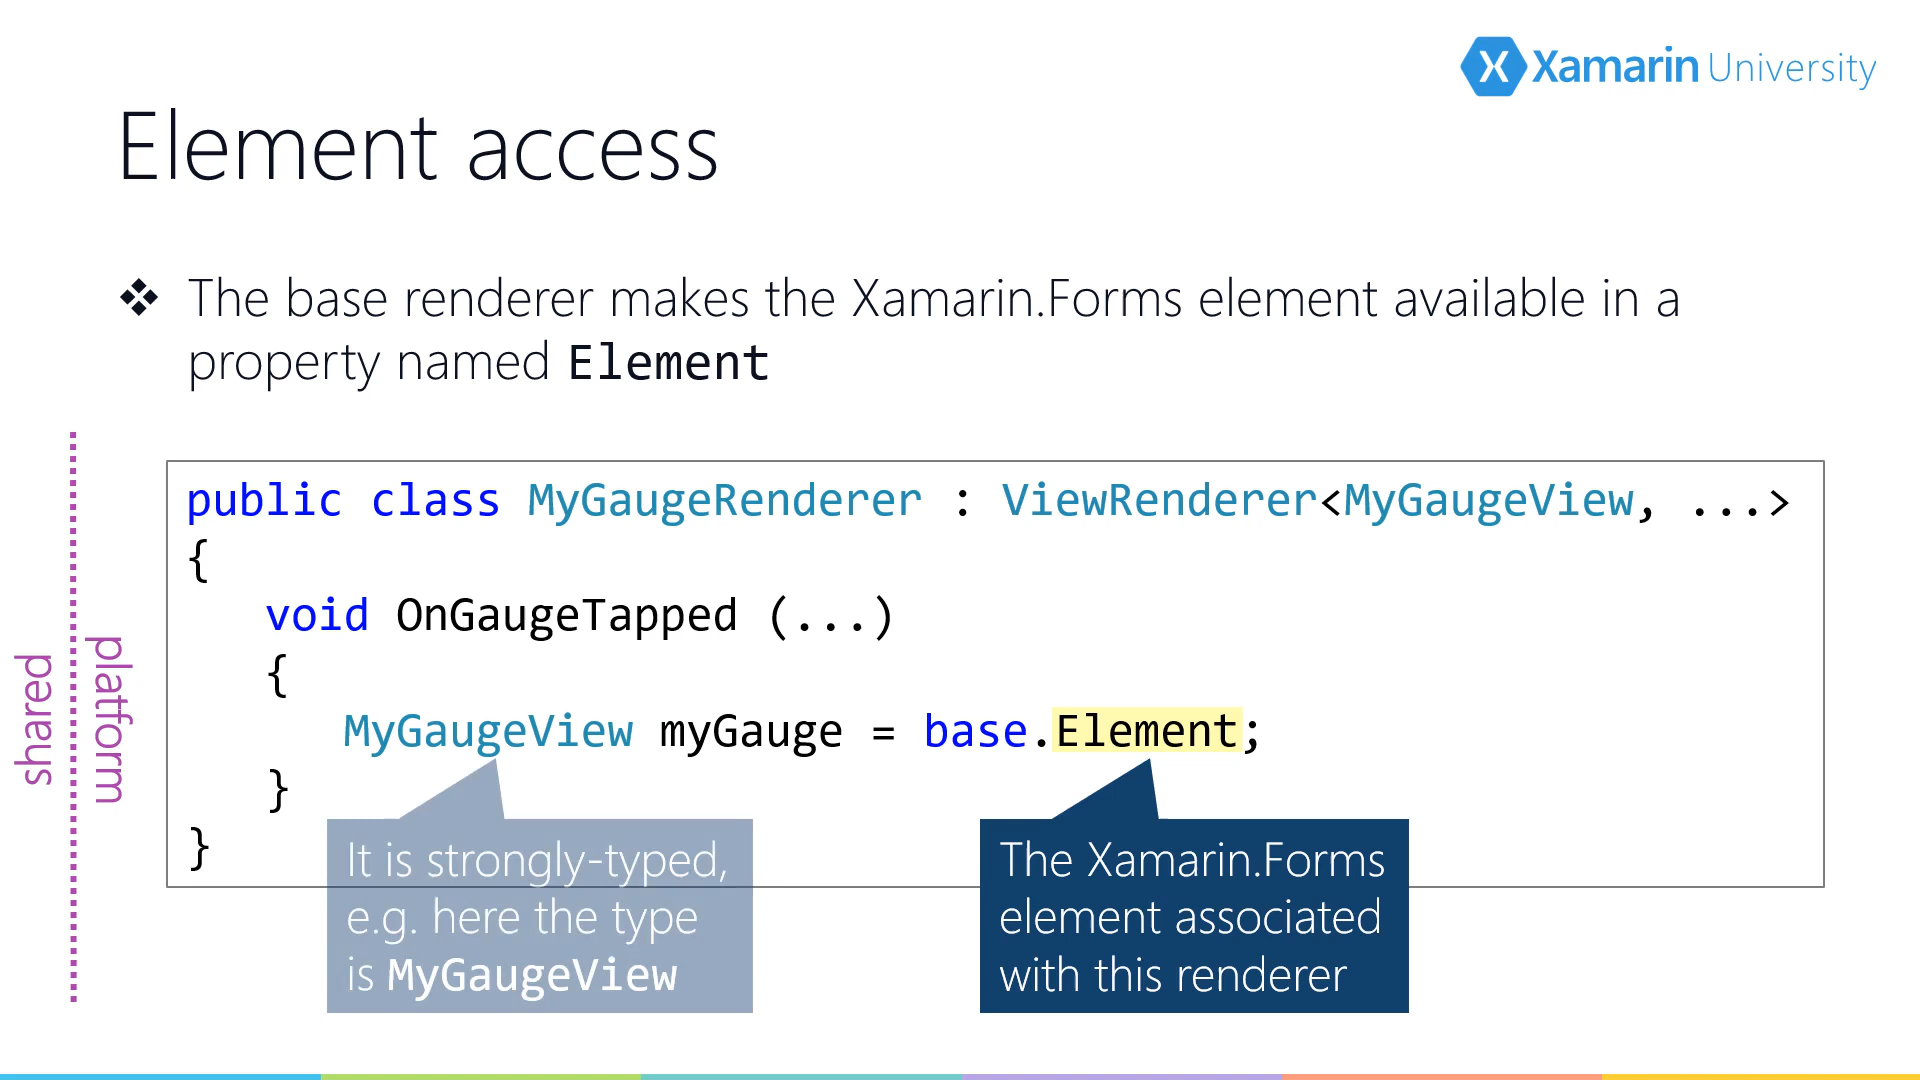 Xamarin University
Element access
❖ The base renderer makes the Xamarin.Forms element available in a
property named Element
public class MyGaugeRenderer : ViewRenderer<MyGaugeView, ...>
{
void OnGaugeTapped (...)
{
MyGaugeView myGauge = base.Element;
}
}
shared
platform
It is strongly-typed,
e.g. here the type
is MyGaugeView
The Xamarin.Forms
element associated
with this renderer